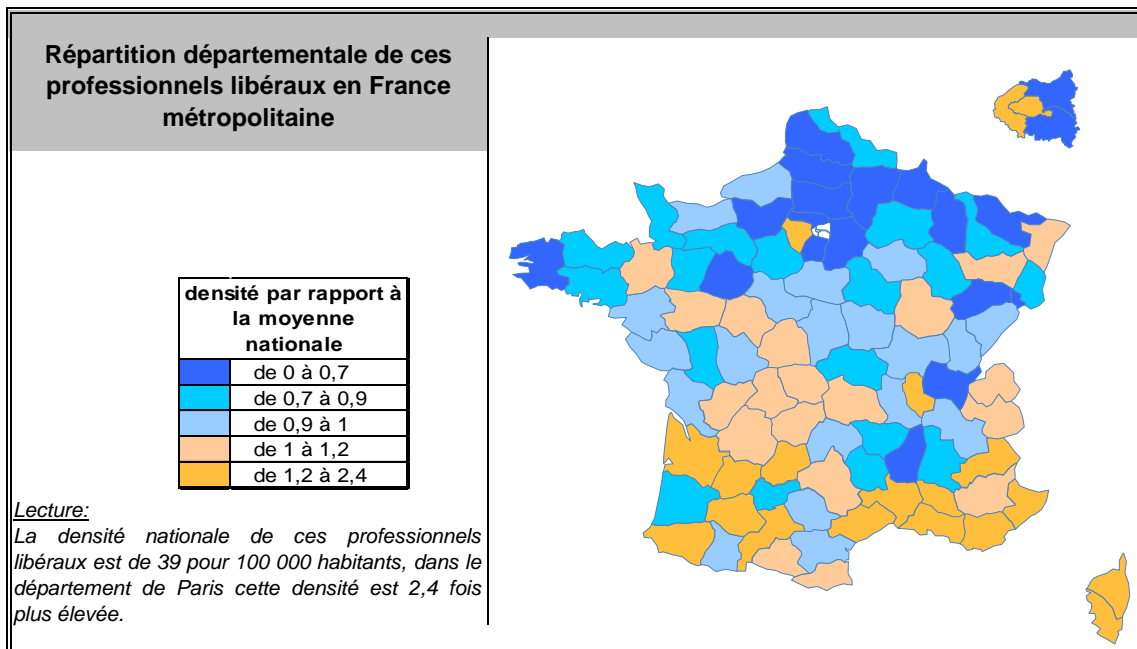 Répartition départementale de ces
professionnels libéraux en France
métropolitaine
densité par rapport à
la moyenne
nationale
de 0 à 0,7
de 0,7 à 0,9
de 0,9 à 1
de 1 à 1,2
de 1,2 à 2,4
Lecture:
La densité nationale de ces professionnels
libéraux est de 39 pour 100 000 habitants, dans le
département de Paris cette densité est 2,4 fois
plus élevée.